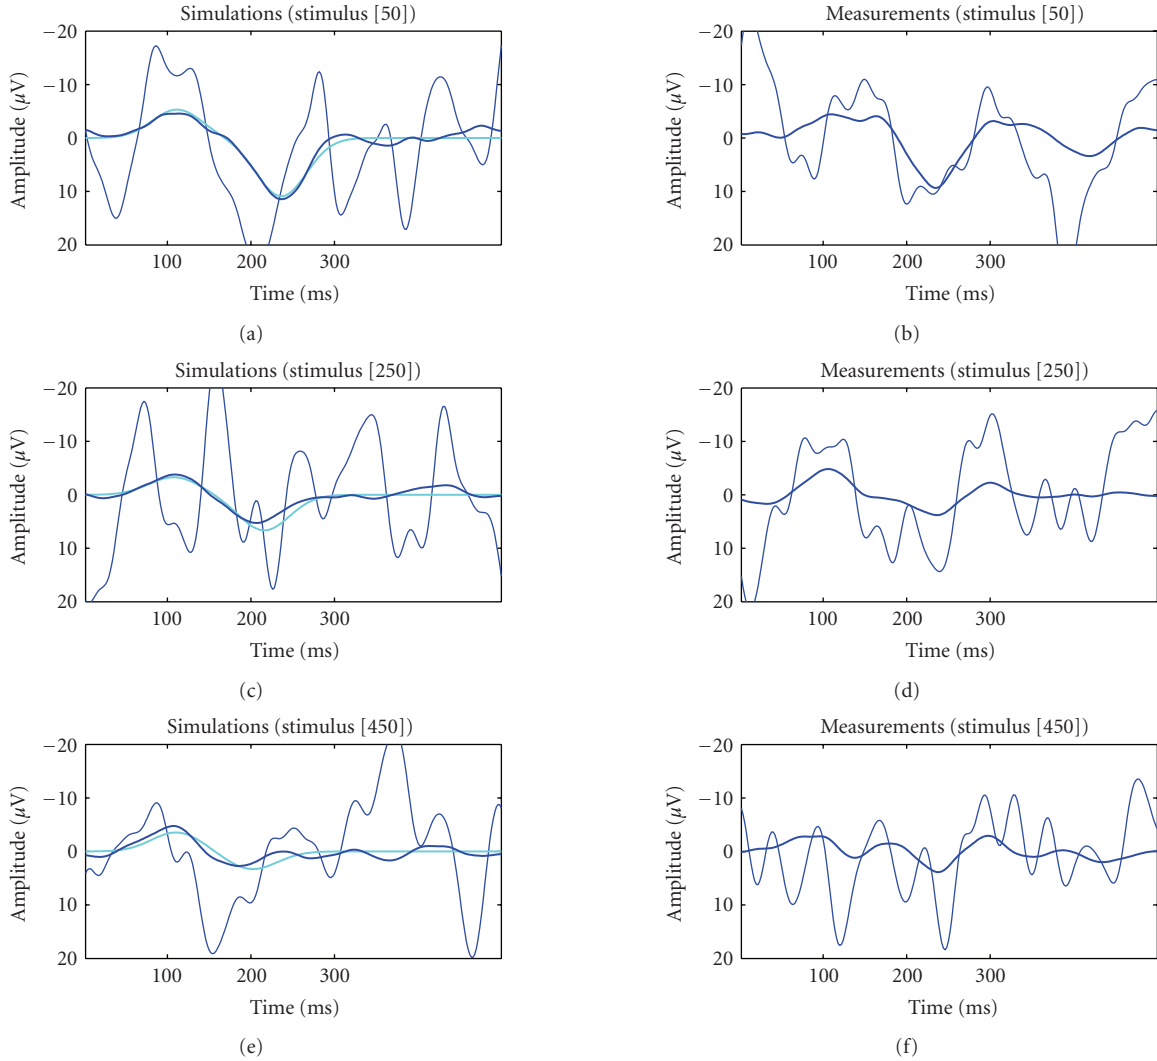 Simulations (stimulus [50])
−20
−10
0
10
20
Amplitude (μV)
100 200 300
Time (ms)
(a)
Measurements (stimulus [50])
−20
−10
0
10
20
Amplitude (μV)
100 200 300
Time (ms)
(b)
Simulations (stimulus [250])
−20
−10
0
10
20
Amplitude (μV)
100 200 300
Time (ms)
(c)
Measurements (stimulus [250])
−20
−10
0
10
20
Amplitude (μV)
100 200 300
Time (ms)
(d)
Simulations (stimulus [450])
−20
−10
0
10
20
Amplitude (μV)
100 200 300
Time (ms)
(e)
Measurements (stimulus [450])
−20
−10
0
10
20
Amplitude (μV)
100 200 300
Time (ms)
(f)